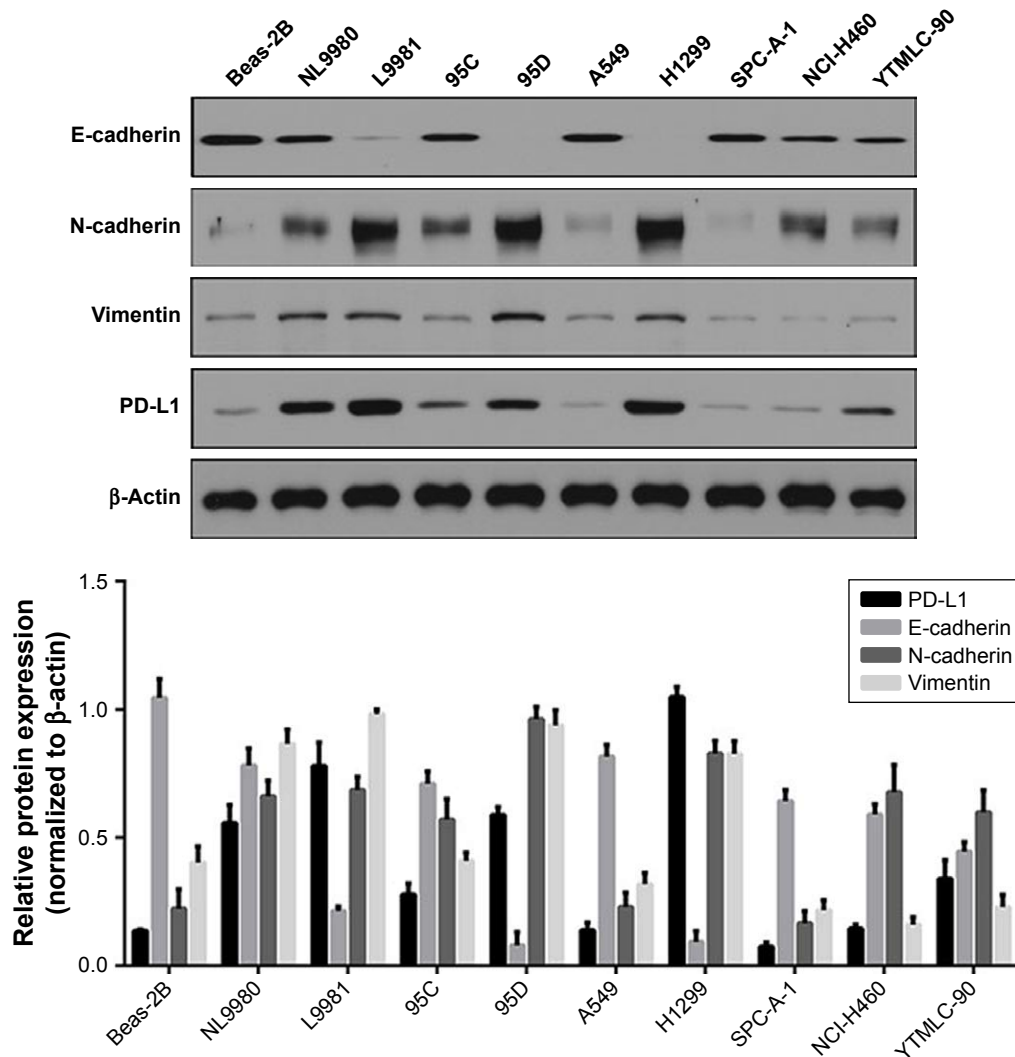 Beas-2B NL9980 L9981 95C 95D A549 H1299 SPC-A-1 NCI-H460 YTMLC-90
E-cadherin
N-cadherin
Vimentin
PD-L1
β-Actin
Relative protein expression
(normalized to β-actin)
1.5
1.0
0.5
0.0
PD-L1
E-cadherin
N-cadherin
Vimentin
Beas-2B NL9980 L9981 95C 95D A549 H1299 SPC-A-1 NCI-H460 YTMLC-90